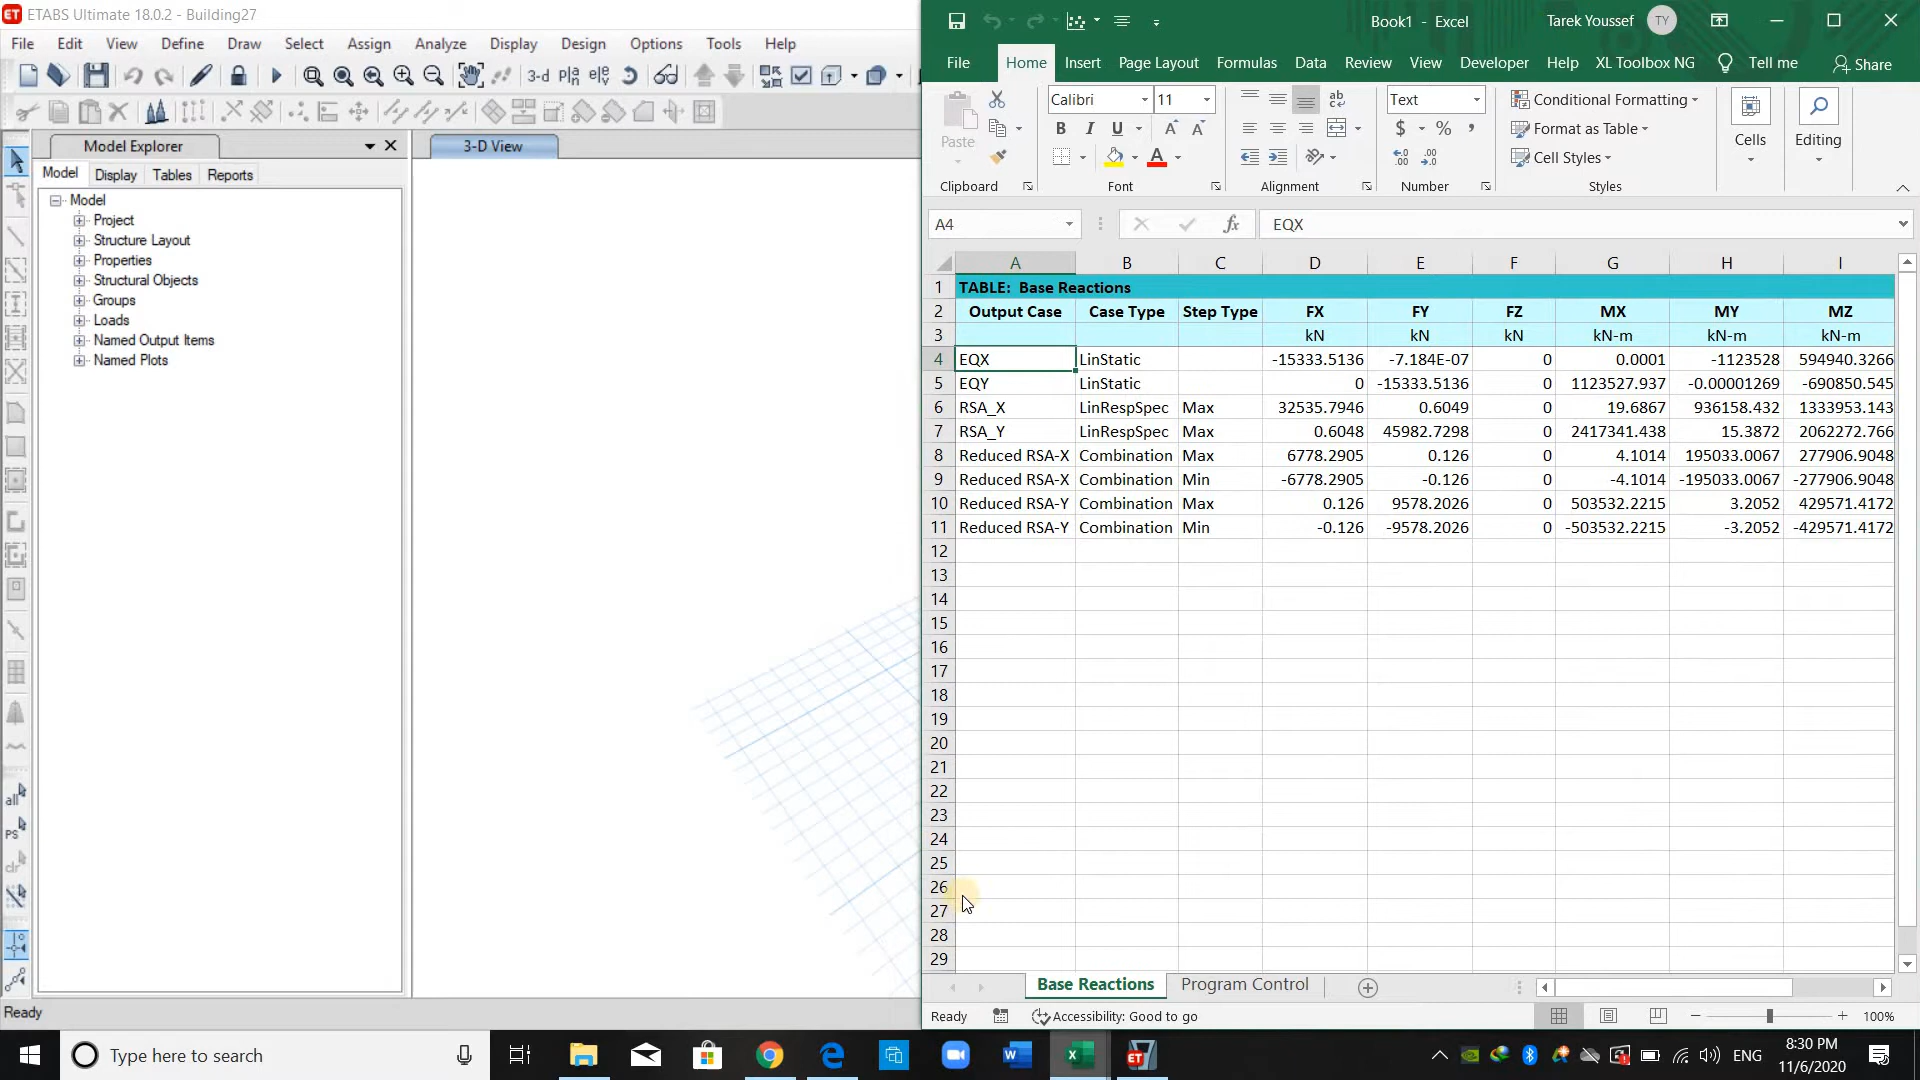 ETABS Ultimate 18.0.2 - Building27
File Edit View Define Draw Select Assign Analyze Display Design Options Tools Help
3-d
Model Explorer
Model Display Tables Reports
Model
Project
Structure Layout
Properties
Structural Objects
Groups
Loads
Named Output Items
Named Plots
3-D View
all
PS
clr
Ready
Book1 - Excel
Tarek Youssef
TY
File Home Insert Page Layout Formulas Data Review View Developer Help XL Toolbox NG Tell me Share
Paste
Calibri 11
Text
Conditional Formatting
Format as Table
Cell Styles
Cells
Editing
Clipboard Font Alignment Number Styles
A4
fx
EQX
A B C D E F G H I
1 TABLE: Base Reactions
2 Output Case Case Type Step Type FX FY FZ MX MY MZ
3 kN kN kN kN-m kN-m kN-m
4 EQX LinStatic -15333.5136 -7.184E-07 0 0.0001 -1123528 594940.3266
5 EQY LinStatic 0 -15333.5136 0 1123527.937 -0.00001269 -690850.545
6 RSA_X LinRespSpec Max 32535.7946 0.6049 0 19.6867 936158.432 1333953.143
7 RSA_Y LinRespSpec Max 0.6048 45982.7298 0 2417341.438 15.3872 2062272.766
8 Reduced RSA-X Combination Max 6778.2905 0.126 0 4.1014 195033.0067 277906.9048
9 Reduced RSA-X Combination Min -6778.2905 -0.126 0 -4.1014 -195033.0067 -277906.9048
10 Reduced RSA-Y Combination Max 0.126 9578.2026 0 503532.2215 3.2052 429571.4172
11 Reduced RSA-Y Combination Min -0.126 -9578.2026 0 -503532.2215 -3.2052 -429571.4172
12
13
14
15
16
17
18
19
20
21
22
23
24
25
26
27
28
29
Base Reactions Program Control
Ready
Accessibility: Good to go
100%
Type here to search
ENG
8:30 PM
11/6/2020